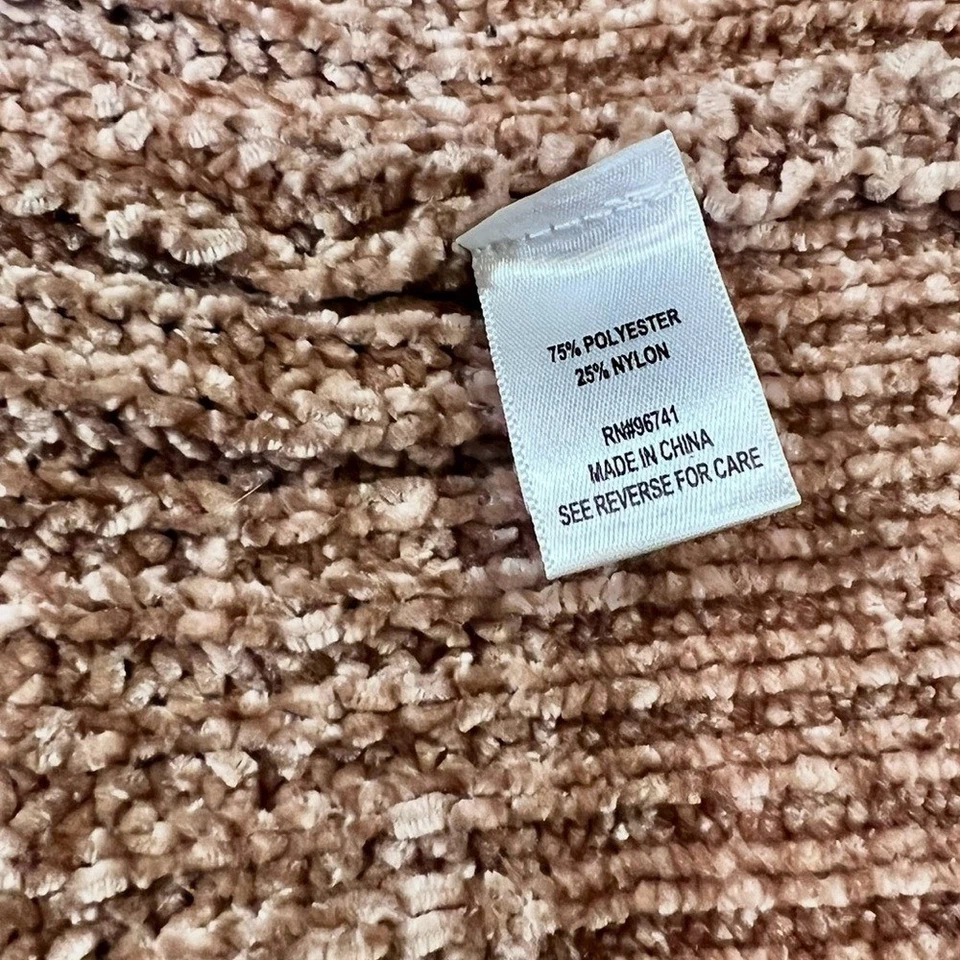 75% POLYESTER
25% NYLON
RN#96741
MADE IN CHINA
SEE REVERSE FOR CARE